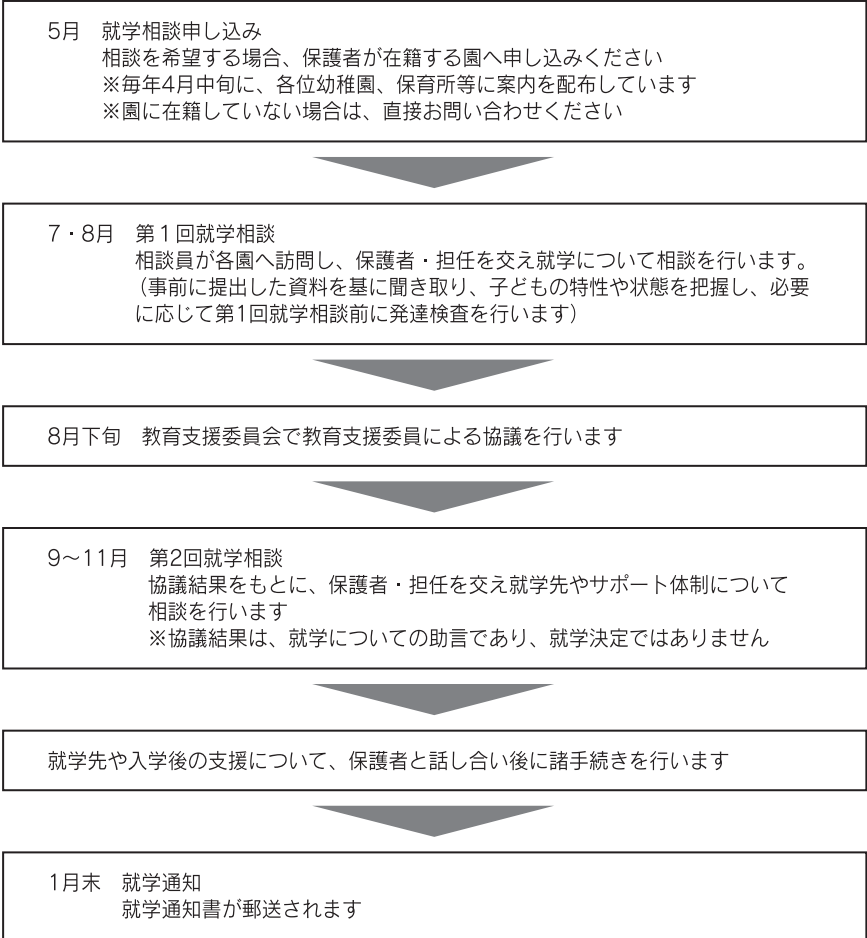 5月　就学相談申し込み
相談を希望する場合、保護者が在籍する園へ申し込みください
※毎年4月中旬に、各位幼稚園、保育所等に案内を配布しています
※園に在籍していない場合は、直接お問い合わせください
7・8月　第１回就学相談
相談員が各園へ訪問し、保護者・担任を交え就学について相談を行います。
（事前に提出した資料を基に聞き取り、子どもの特性や状態を把握し、必要
に応じて第1回就学相談前に発達検査を行います）
8月下旬　教育支援委員会で教育支援委員による協議を行います
9〜11月　第2回就学相談
協議結果をもとに、保護者・担任を交え就学先やサポート体制について
相談を行います
※協議結果は、就学についての助言であり、就学決定ではありません
就学先や入学後の支援について、保護者と話し合い後に諸手続きを行います
1月末　就学通知
就学通知書が郵送されます